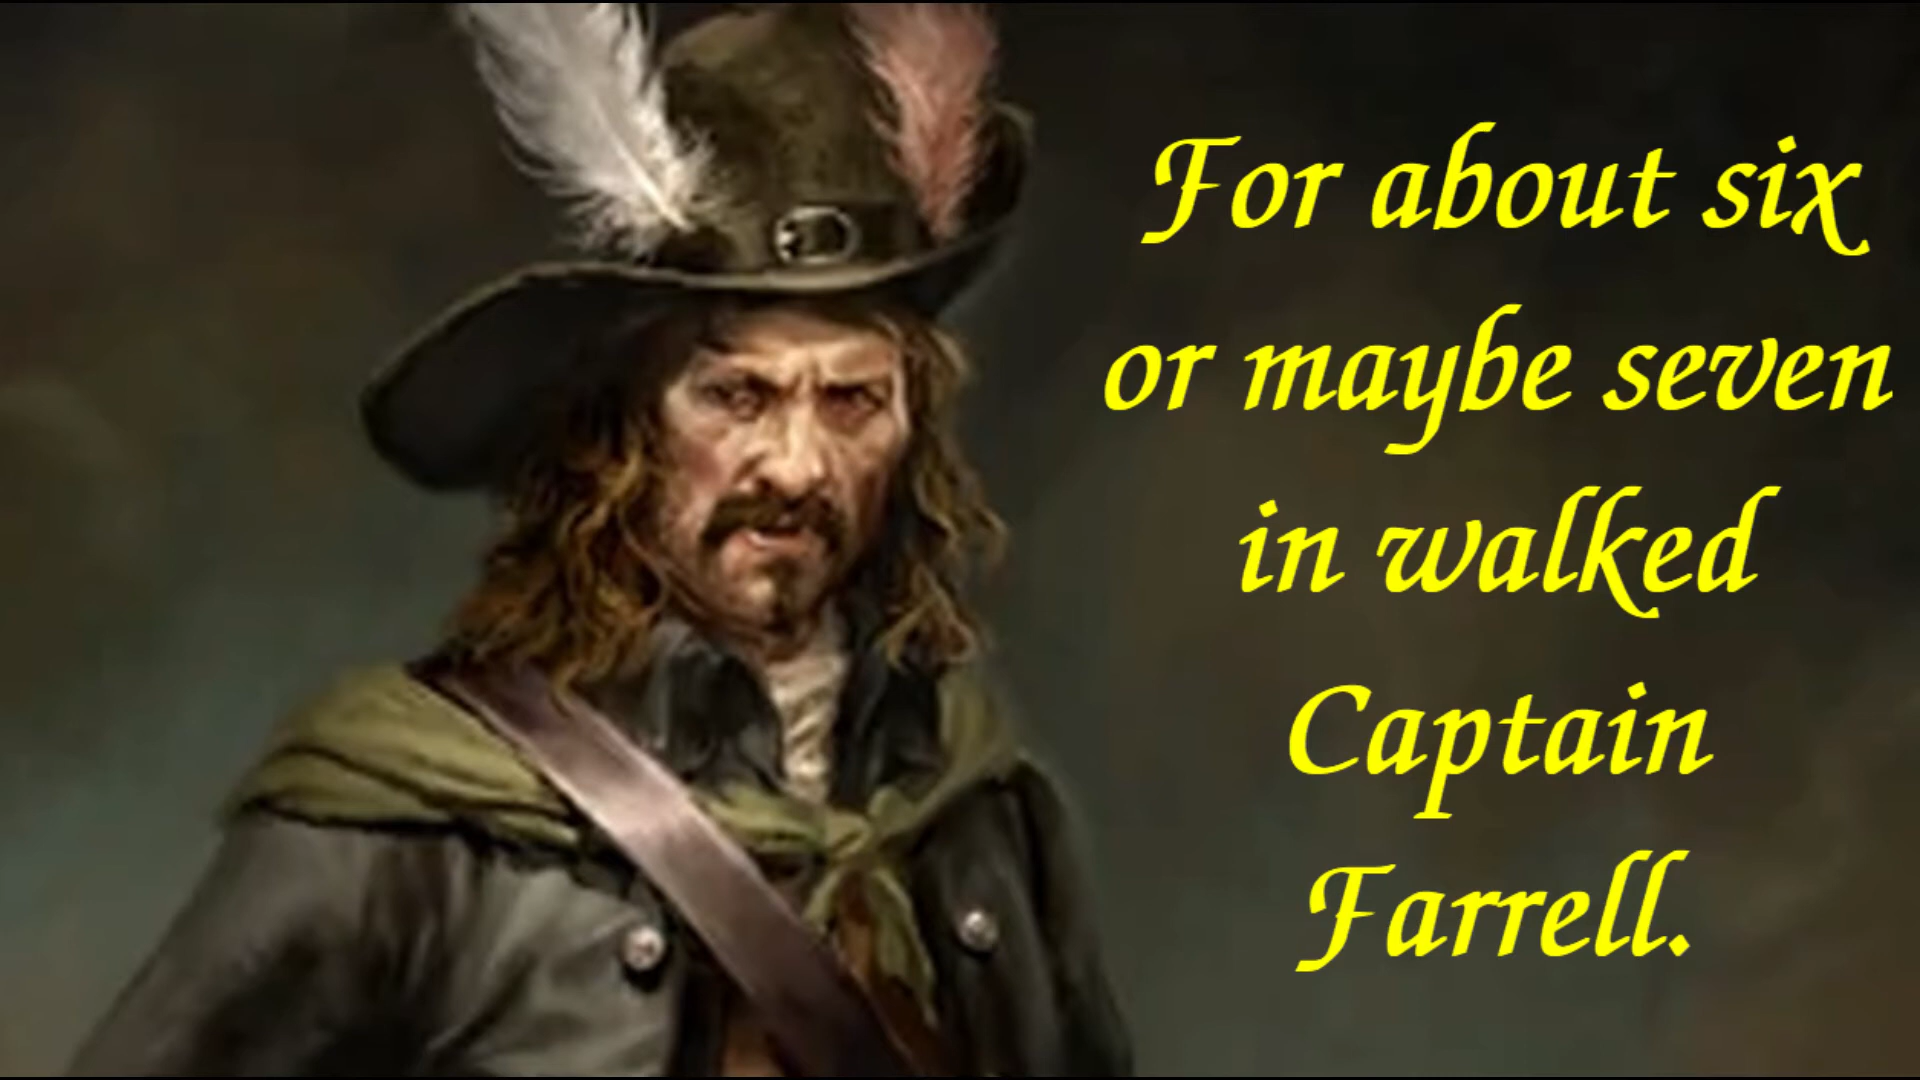 For about six
or maybe seven
in walked
Captain
Farrell.